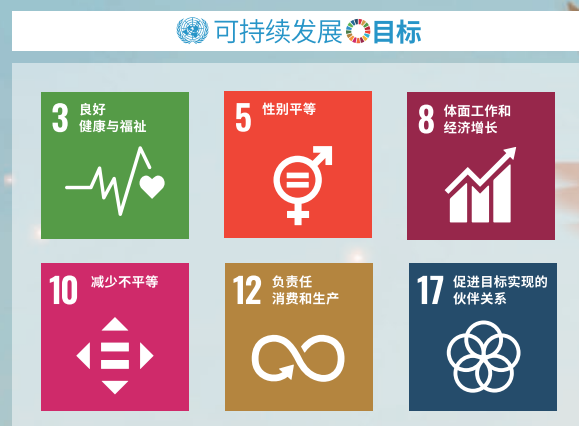 可持续发展目标
3 良好
健康与福祉
5 性别平等
8 体面工作和
经济增长
10 减少不平等
12 负责任
消费和生产
17 促进目标实现的
伙伴关系